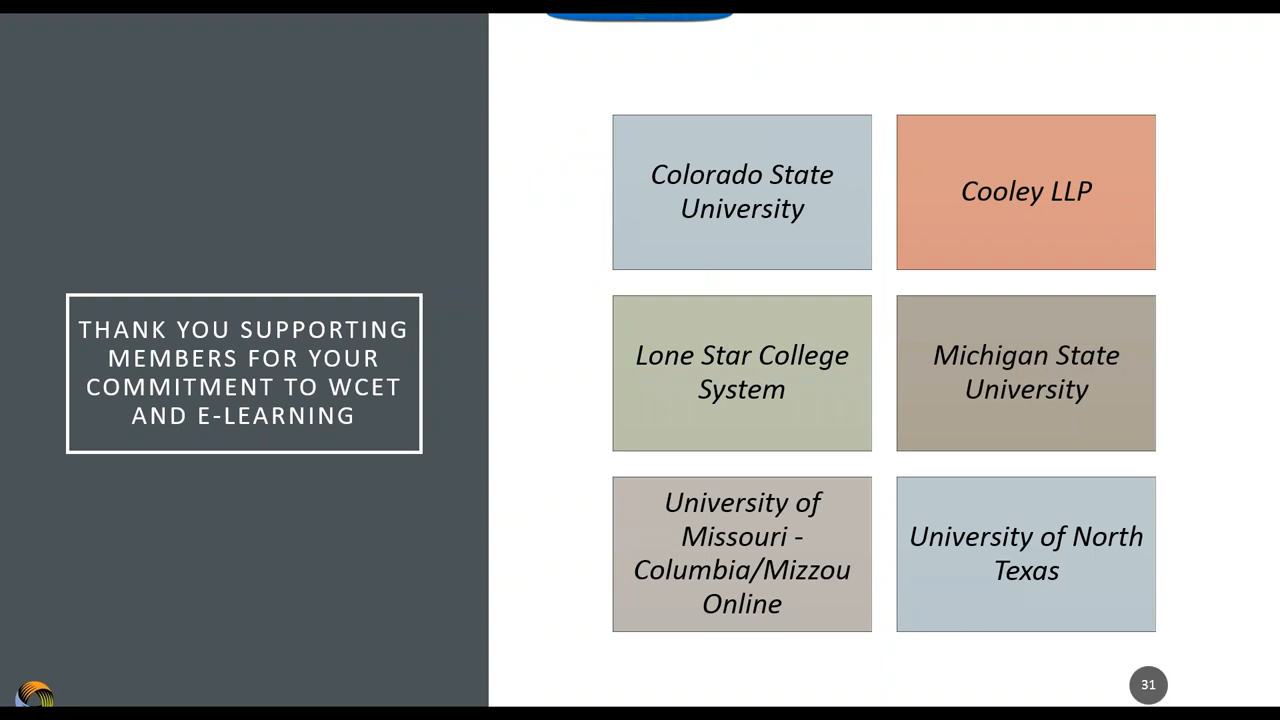 THANK YOU SUPPORTING
MEMBERS FOR YOUR
COMMITMENT TO WCET
AND E-LEARNING
Colorado State
University
Cooley LLP
Lone Star College
System
Michigan State
University
University of
Missouri -
Columbia/Mizzou
Online
University of North
Texas
31